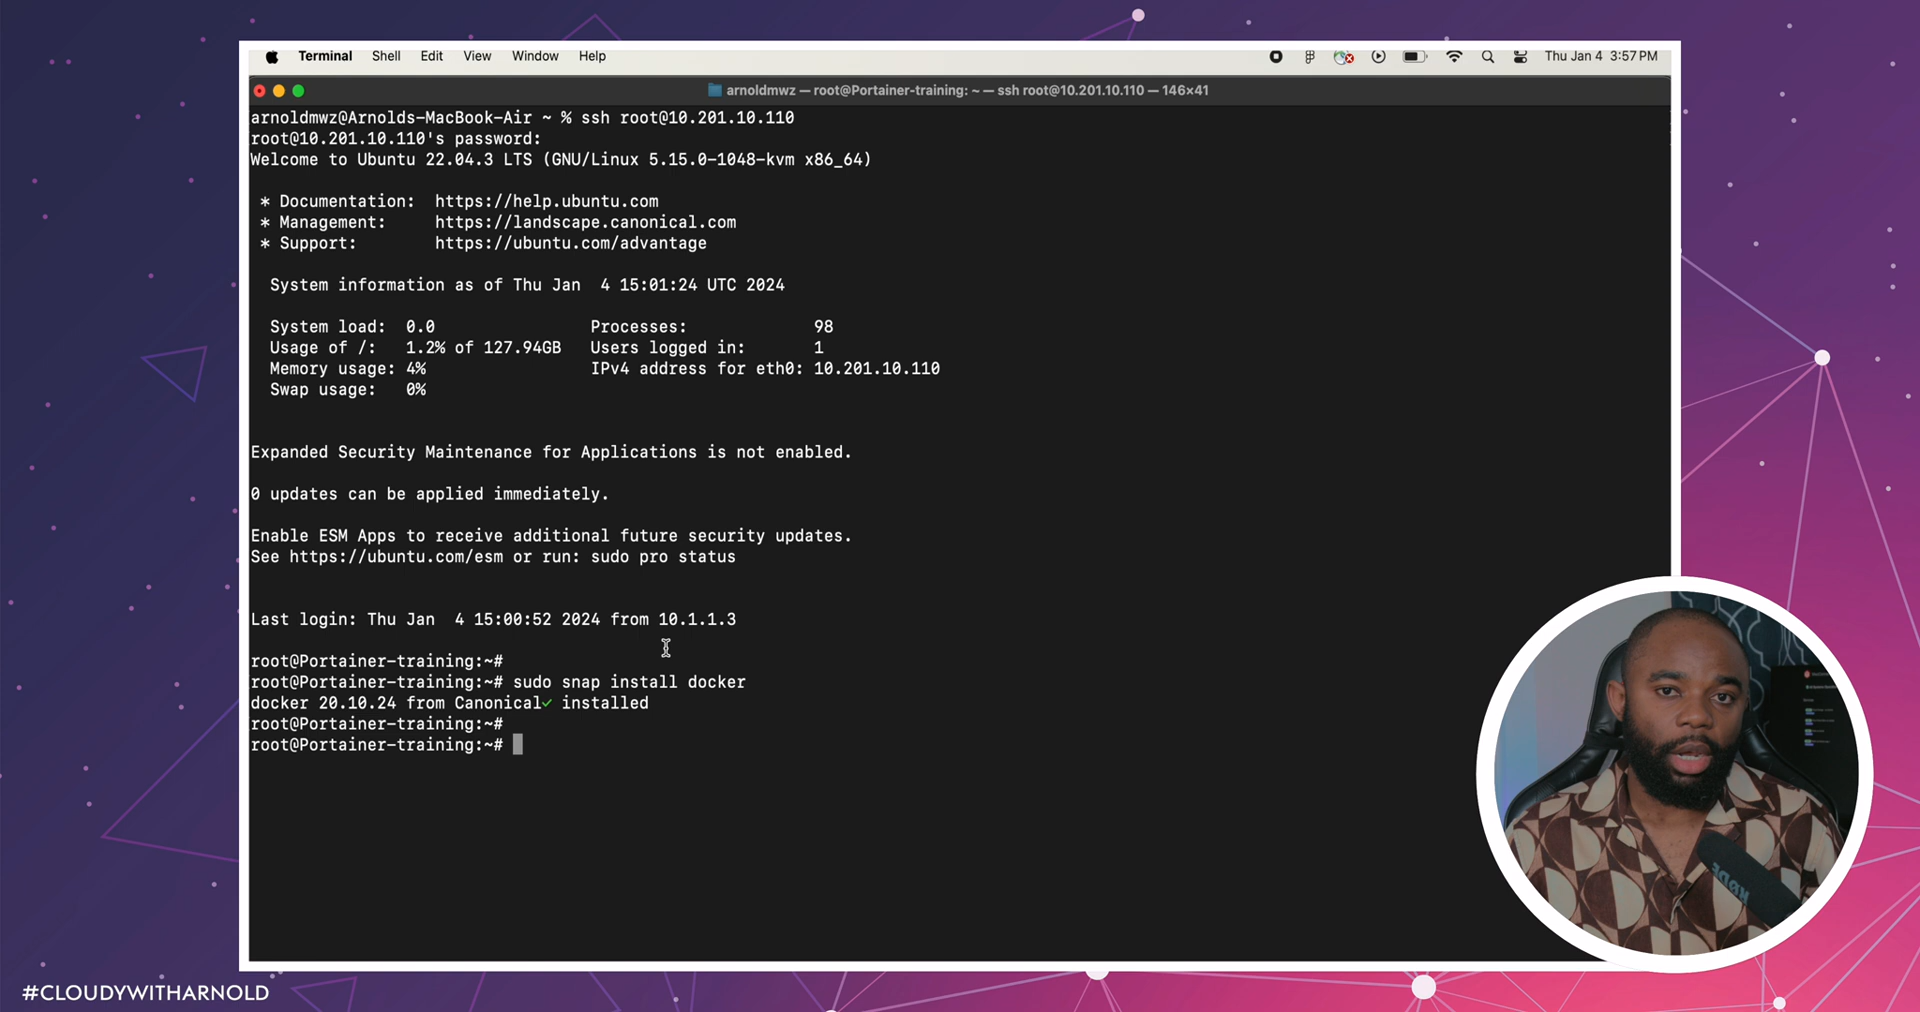 Terminal Shell Edit View Window Help Thu Jan 4 3:57 PM
arnoldmwz — root@Portainer-training: ~ — ssh root@10.201.10.110 — 146×41
arnoldmwz@Arnolds-MacBook-Air ~ % ssh root@10.201.10.110
root@10.201.10.110's password:
Welcome to Ubuntu 22.04.3 LTS (GNU/Linux 5.15.0-1048-kvm x86_64)
* Documentation: https://help.ubuntu.com
* Management: https://landscape.canonical.com
* Support: https://ubuntu.com/advantage
System information as of Thu Jan 4 15:01:24 UTC 2024
System load: 0.0 Processes: 98
Usage of /: 1.2% of 127.94GB Users logged in: 1
Memory usage: 4% IPv4 address for eth0: 10.201.10.110
Swap usage: 0%
Expanded Security Maintenance for Applications is not enabled.
0 updates can be applied immediately.
Enable ESM Apps to receive additional future security updates.
See https://ubuntu.com/esm or run: sudo pro status
Last login: Thu Jan 4 15:00:52 2024 from 10.1.1.3
root@Portainer-training:~#
root@Portainer-training:~# sudo snap install docker
docker 20.10.24 from Canonical✓ installed
root@Portainer-training:~#
root@Portainer-training:~#
RØDE
#CLOUDYWITHARNOLD